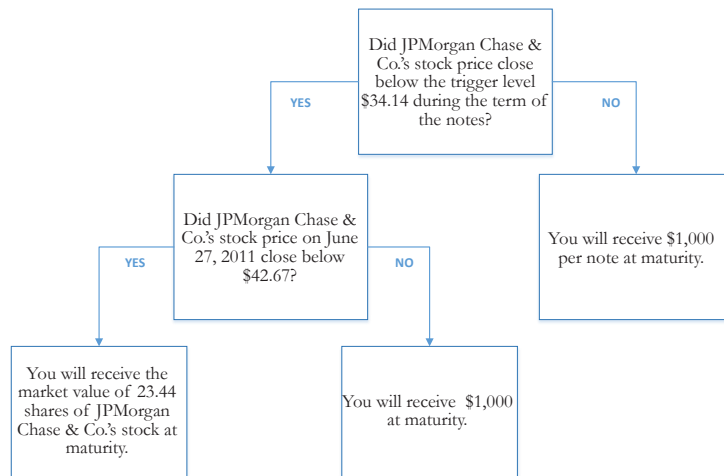 Did JPMorgan Chase &
Co.'s stock price close
below the trigger level
$34.14 during the term of
the notes?
YES
NO
Did JPMorgan Chase &
Co.'s stock price on June
27, 2011 close below
$42.67?
You will receive $1,000
per note at maturity.
YES
NO
You will receive the
market value of 23.44
shares of JPMorgan
Chase & Co.'s stock at
maturity.
You will receive $1,000
at maturity.